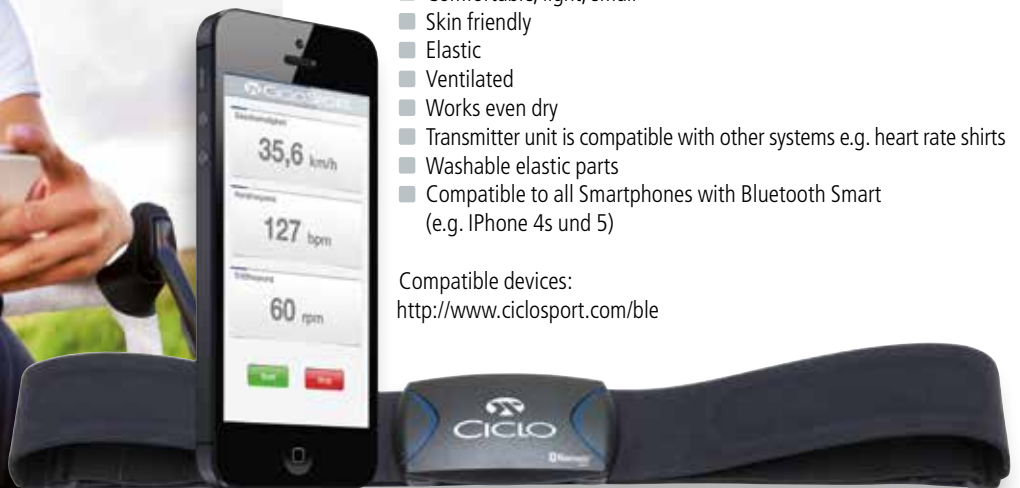 Skin friendly
Elastic
Ventilated
Works even dry
Transmitter unit is compatible with other systems e.g. heart rate shirts
Washable elastic parts
Compatible to all Smartphones with Bluetooth Smart
(e.g. IPhone 4s und 5)
Compatible devices:
http://www.ciclosport.com/ble
CICLOSPORT
35,6 km/h
127 bpm
60 rpm
CICLO
Bluetooth